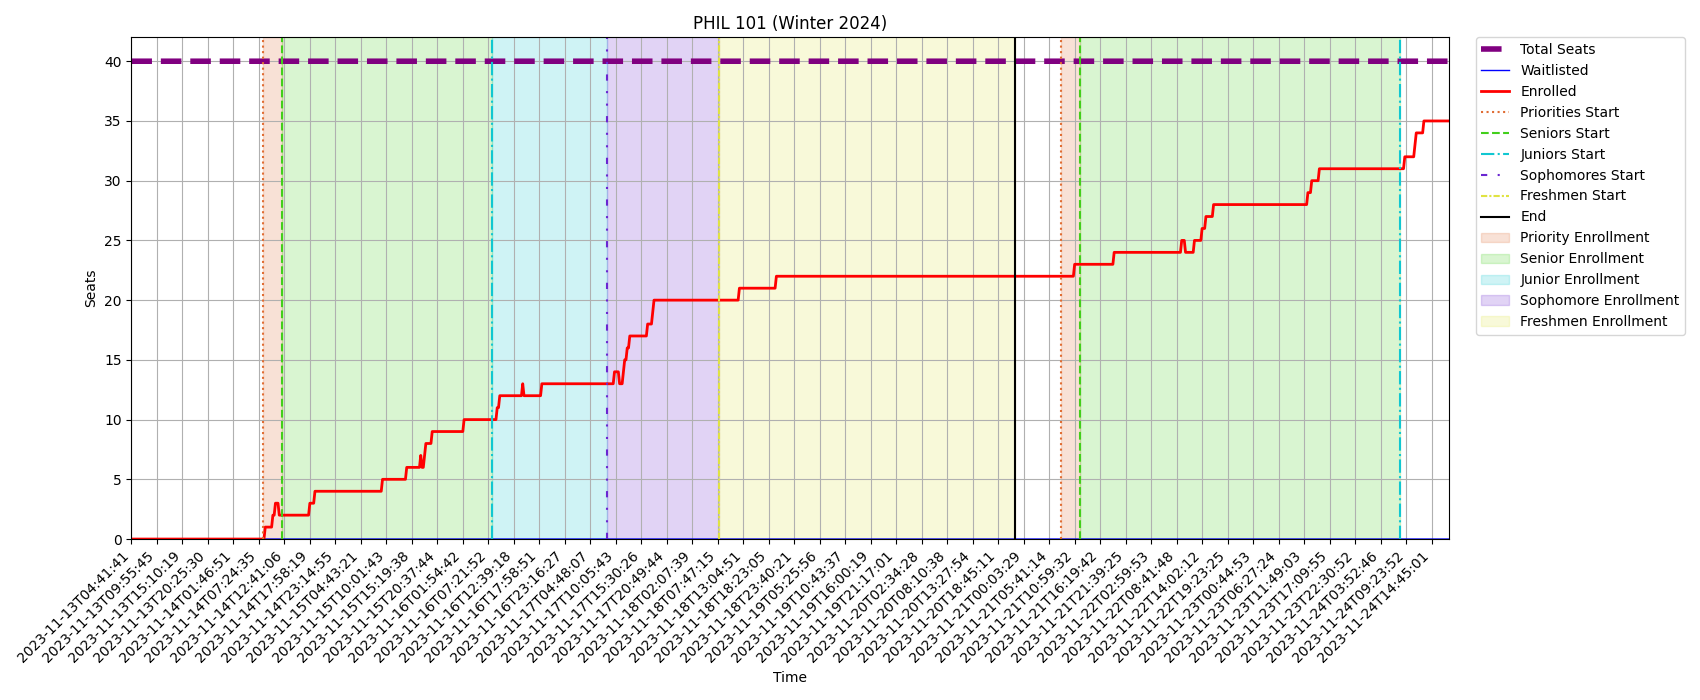 PHIL 101 (Winter 2024)
Seats
40
35
30
25
20
15
10
5
0
2023-11-13T04:41:41
2023-11-13T09:55:45
2023-11-13T15:10:19
2023-11-13T20:25:30
2023-11-14T01:46:51
2023-11-14T07:24:35
2023-11-14T12:41:06
2023-11-14T17:58:19
2023-11-14T23:14:55
2023-11-15T04:43:21
2023-11-15T10:01:43
2023-11-15T15:19:38
2023-11-15T20:37:44
2023-11-16T01:54:42
2023-11-16T07:21:52
2023-11-16T12:39:18
2023-11-16T17:58:51
2023-11-16T23:16:27
2023-11-17T04:48:07
2023-11-17T10:05:43
2023-11-17T15:30:26
2023-11-17T20:49:44
2023-11-18T02:07:39
2023-11-18T07:47:15
2023-11-18T13:04:51
2023-11-18T18:23:05
2023-11-18T23:40:21
2023-11-19T05:25:56
2023-11-19T10:43:37
2023-11-19T16:00:19
2023-11-19T21:17:01
2023-11-20T02:34:28
2023-11-20T08:10:38
2023-11-20T13:27:54
2023-11-20T18:45:11
2023-11-21T00:03:29
2023-11-21T05:41:14
2023-11-21T10:59:32
2023-11-21T16:19:42
2023-11-21T21:39:25
2023-11-22T02:59:53
2023-11-22T08:41:48
2023-11-22T14:02:12
2023-11-22T19:23:25
2023-11-23T00:44:53
2023-11-23T06:27:24
2023-11-23T11:49:03
2023-11-23T17:09:55
2023-11-23T22:30:52
2023-11-24T03:52:46
2023-11-24T09:23:52
2023-11-24T14:45:01
Time
Total Seats
Waitlisted
Enrolled
Priorities Start
Seniors Start
Juniors Start
Sophomores Start
Freshmen Start
End
Priority Enrollment
Senior Enrollment
Junior Enrollment
Sophomore Enrollment
Freshmen Enrollment